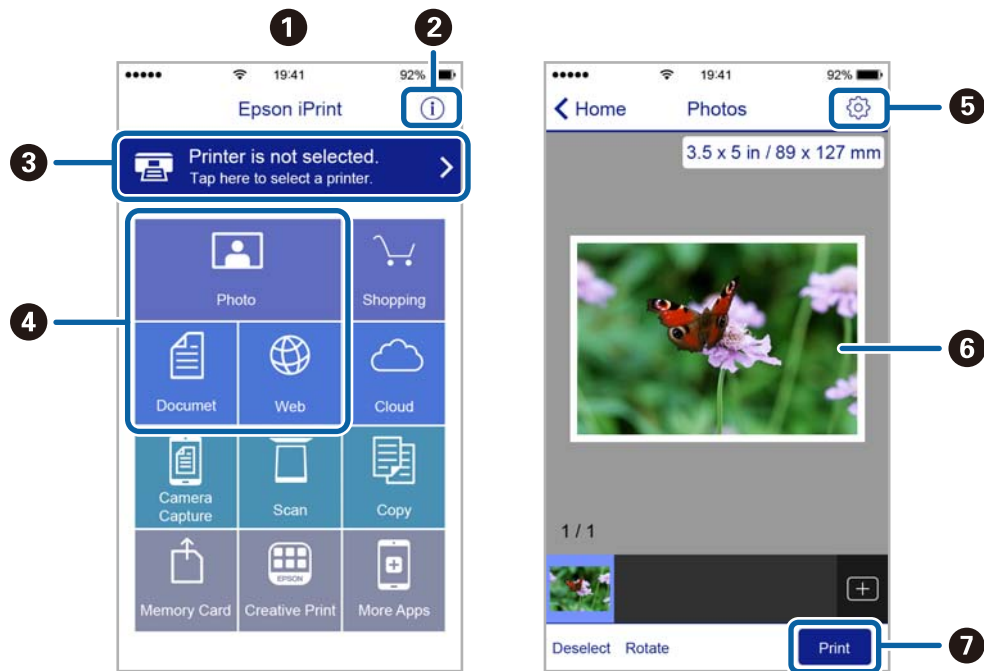 1
2
19:41
92%
Epson iPrint
i
3
Printer is not selected.
Tap here to select a printer.
4
Photo
Shopping
Documet
Web
Cloud
Camera
Capture
Scan
Copy
EPSON
Memory Card
Creative Print
More Apps
19:41
92%
Home
Photos
5
3.5 x 5 in / 89 x 127 mm
6
1 / 1
Deselect
Rotate
Print
7